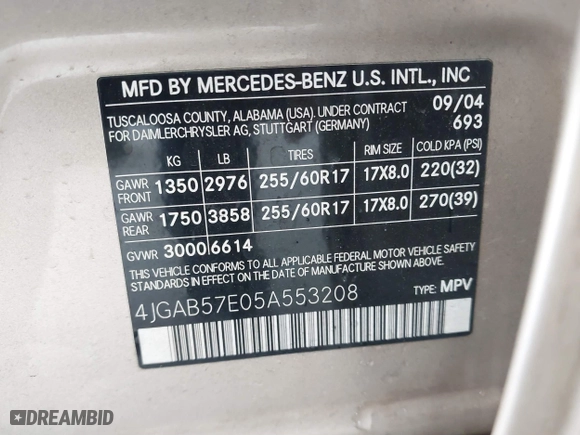 MFD BY MERCEDES-BENZ U.S. INTL., INC
TUSCALOOSA COUNTY, ALABAMA (USA). UNDER CONTRACT 09/04
FOR DAIMLERCHRYSLER AG, STUTTGART (GERMANY) 693
KG LB TIRES RIM SIZE COLD KPA (PSI)
GAWR FRONT 1350 2976 255/60R17 17X8.0 220(32)
GAWR REAR 1750 3858 255/60R17 17X8.0 270(39)
GVWR 3000 6614
THIS VEHICLE CONFORMS TO ALL APPLICABLE FEDERAL MOTOR VEHICLE SAFETY
STANDARDS IN EFFECT ON THE DATE OF MANUFACTURE SHOWN ABOVE.
4JGAB57E05A553208 TYPE: MPV
DREAMBID